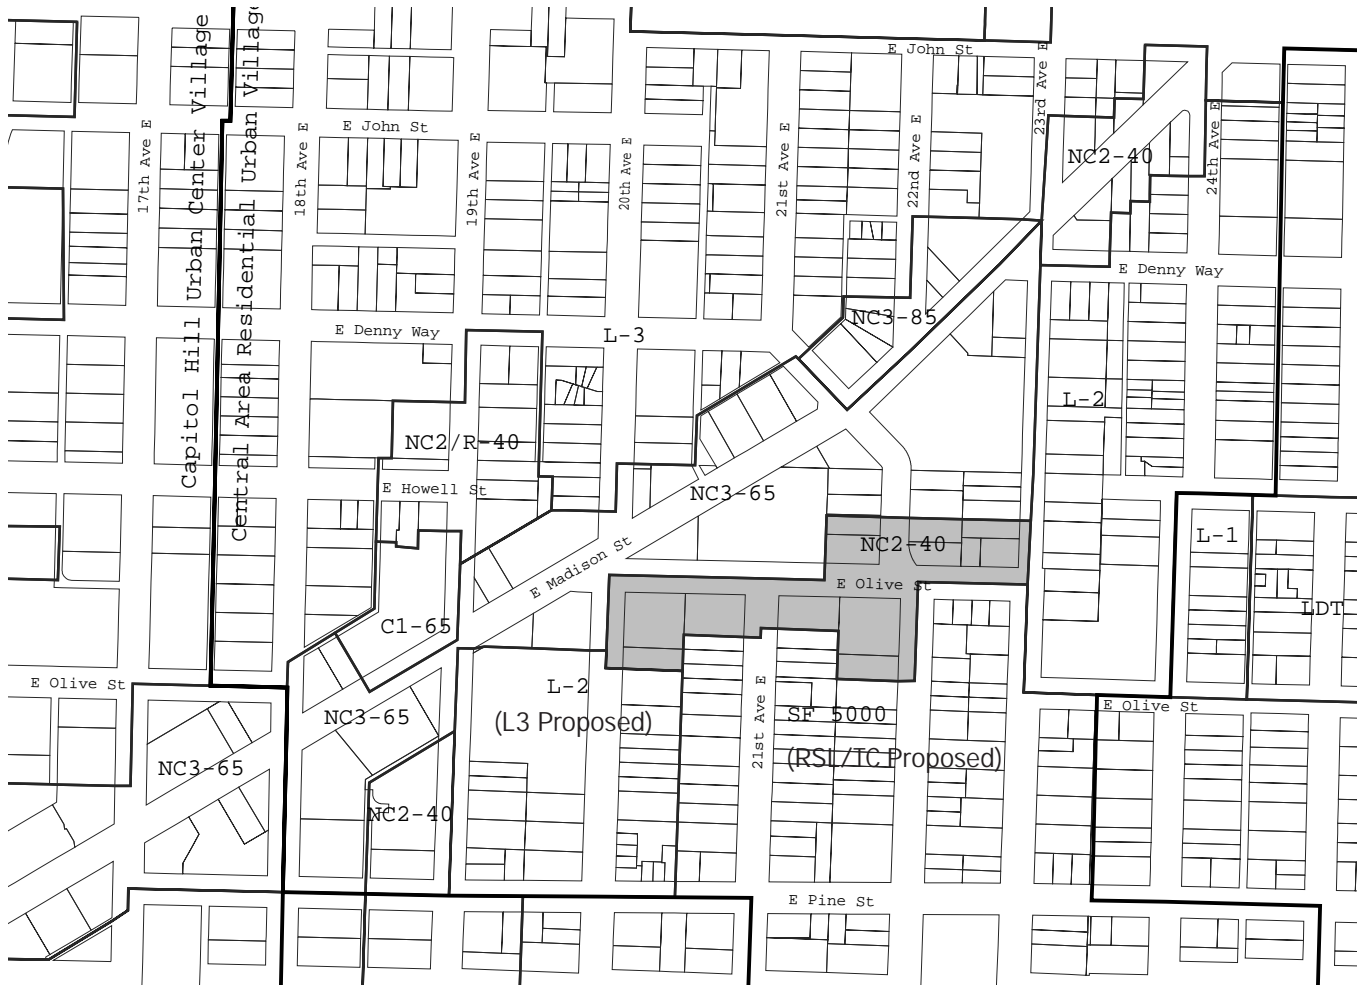 Capitol Hill Urban Center Village
Central Area Residential Urban Village
E John St
E John St
17th Ave E
18th Ave E
19th Ave E
20th Ave E
21st Ave E
22nd Ave E
23rd Ave E
24th Ave E
NC2-40
E Denny Way
E Denny Way
NC3-85
L-3
L-2
NC2/R-40
E Howell St
NC3-65
E Madison St
NC2-40
E Olive St
L-1
LDT
C1-65
E Olive St
L-2
(L3 Proposed)
NC3-65
21st Ave E
SF 5000
(RSL/TC Proposed)
E Olive St
NC3-65
NC2-40
E Pine St